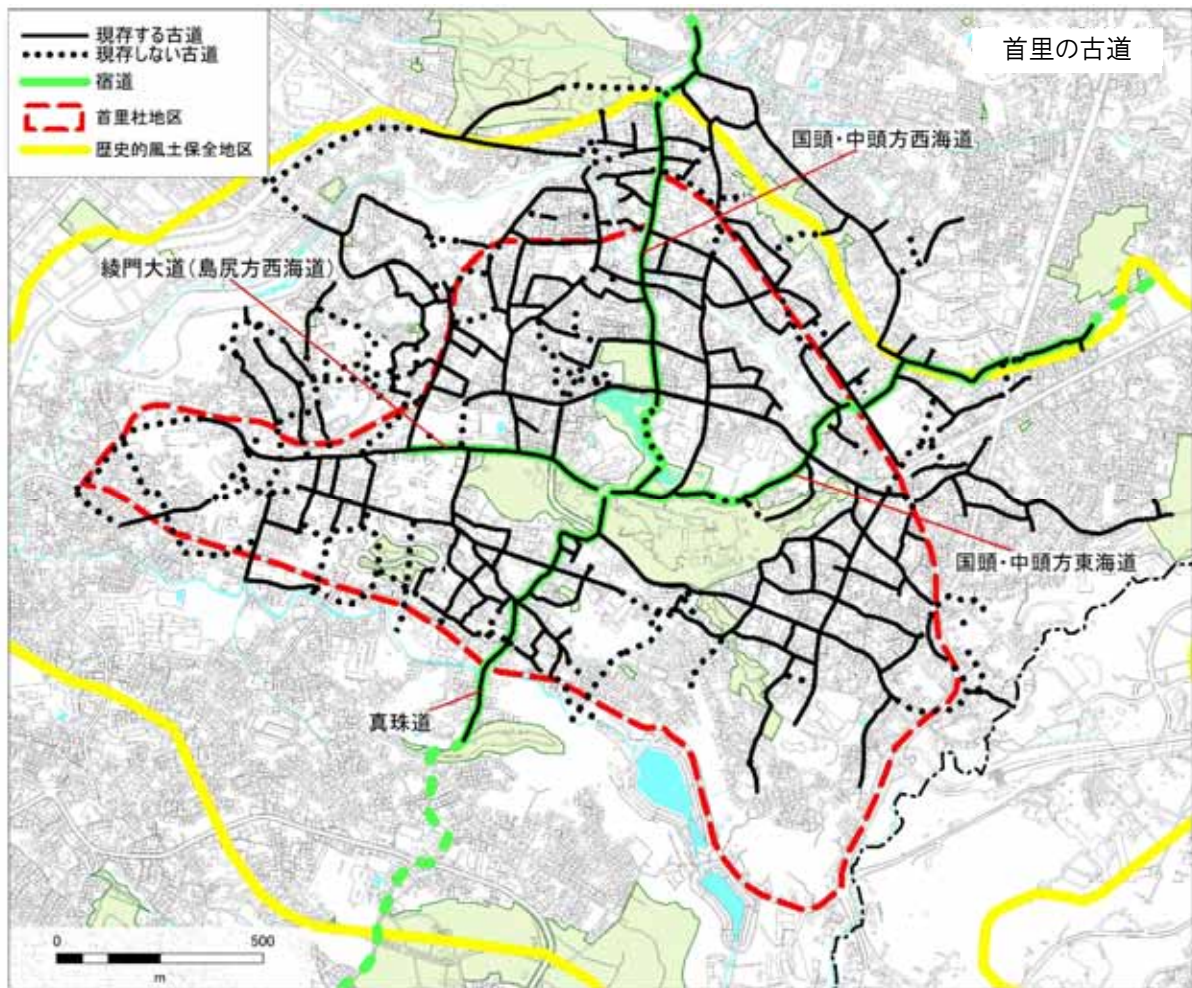 首里の古道
現存する古道
現存しない古道
宿道
首里社地区
歴史的風土保全地区
国頭・中頭方西海道
綾門大道(島尻方西海道)
国頭・中頭方東海道
真珠道
0 500
m